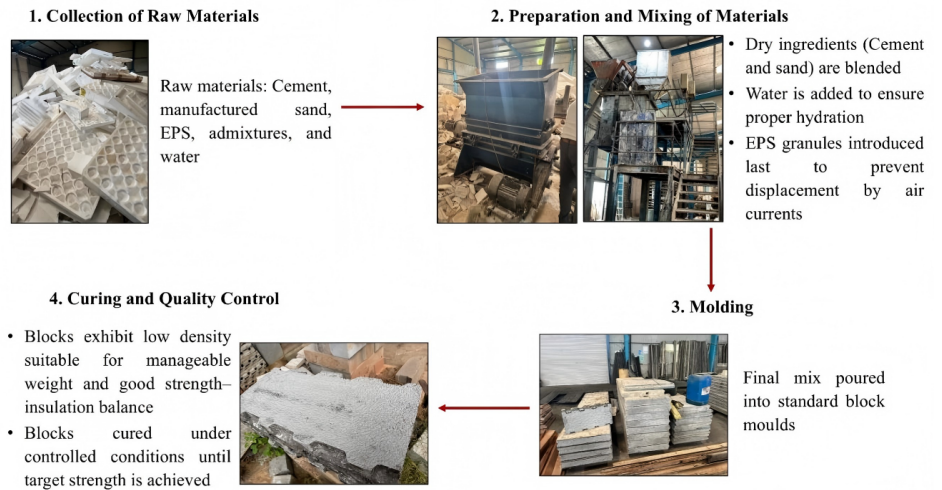 1. Collection of Raw Materials
Raw materials: Cement,
manufactured sand,
EPS, admixtures, and
water
2. Preparation and Mixing of Materials
• Dry ingredients (Cement
and sand) are blended
• Water is added to ensure
proper hydration
• EPS granules introduced
last to prevent
displacement by air
currents
3. Molding
Final mix poured
into standard block
moulds
4. Curing and Quality Control
• Blocks exhibit low density
suitable for manageable
weight and good strength–
insulation balance
• Blocks cured under
controlled conditions until
target strength is achieved